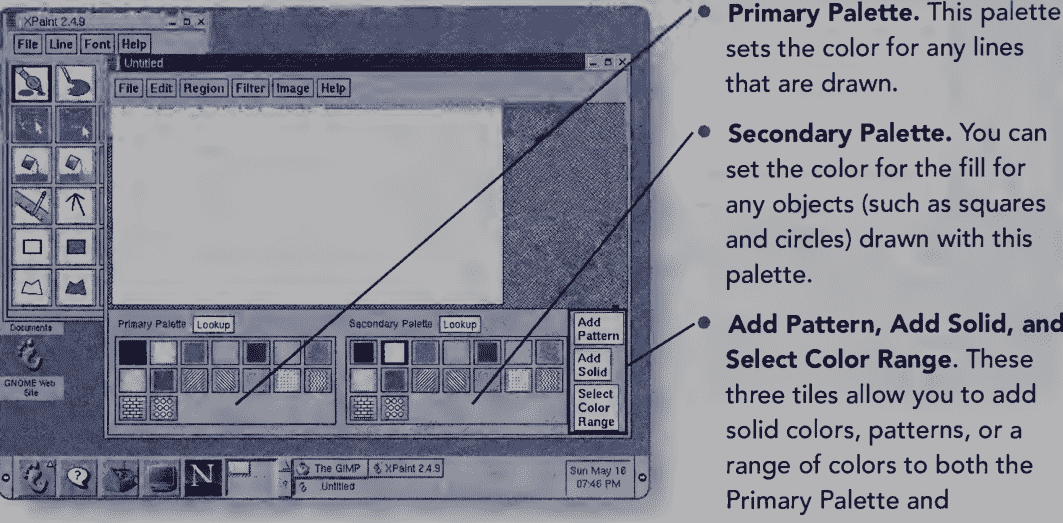 XPaint 2.4.9
File Line Font Help
Untitled
File Edit Region Filter Image Help
Primary Palette Lookup
Secondary Palette Lookup
Add
Pattern
Add
Solid
Select
Color
Range
Documents
GNOME Web
Site
N
The GIMP
XPaint 2.4.9
Untitled
Sun May 16
07:46 PM
• Primary Palette. This palette
sets the color for any lines
that are drawn.
• Secondary Palette. You can
set the color for the fill for
any objects (such as squares
and circles) drawn with this
palette.
• Add Pattern, Add Solid, and
Select Color Range. These
three tiles allow you to add
solid colors, patterns, or a
range of colors to both the
Primary Palette and